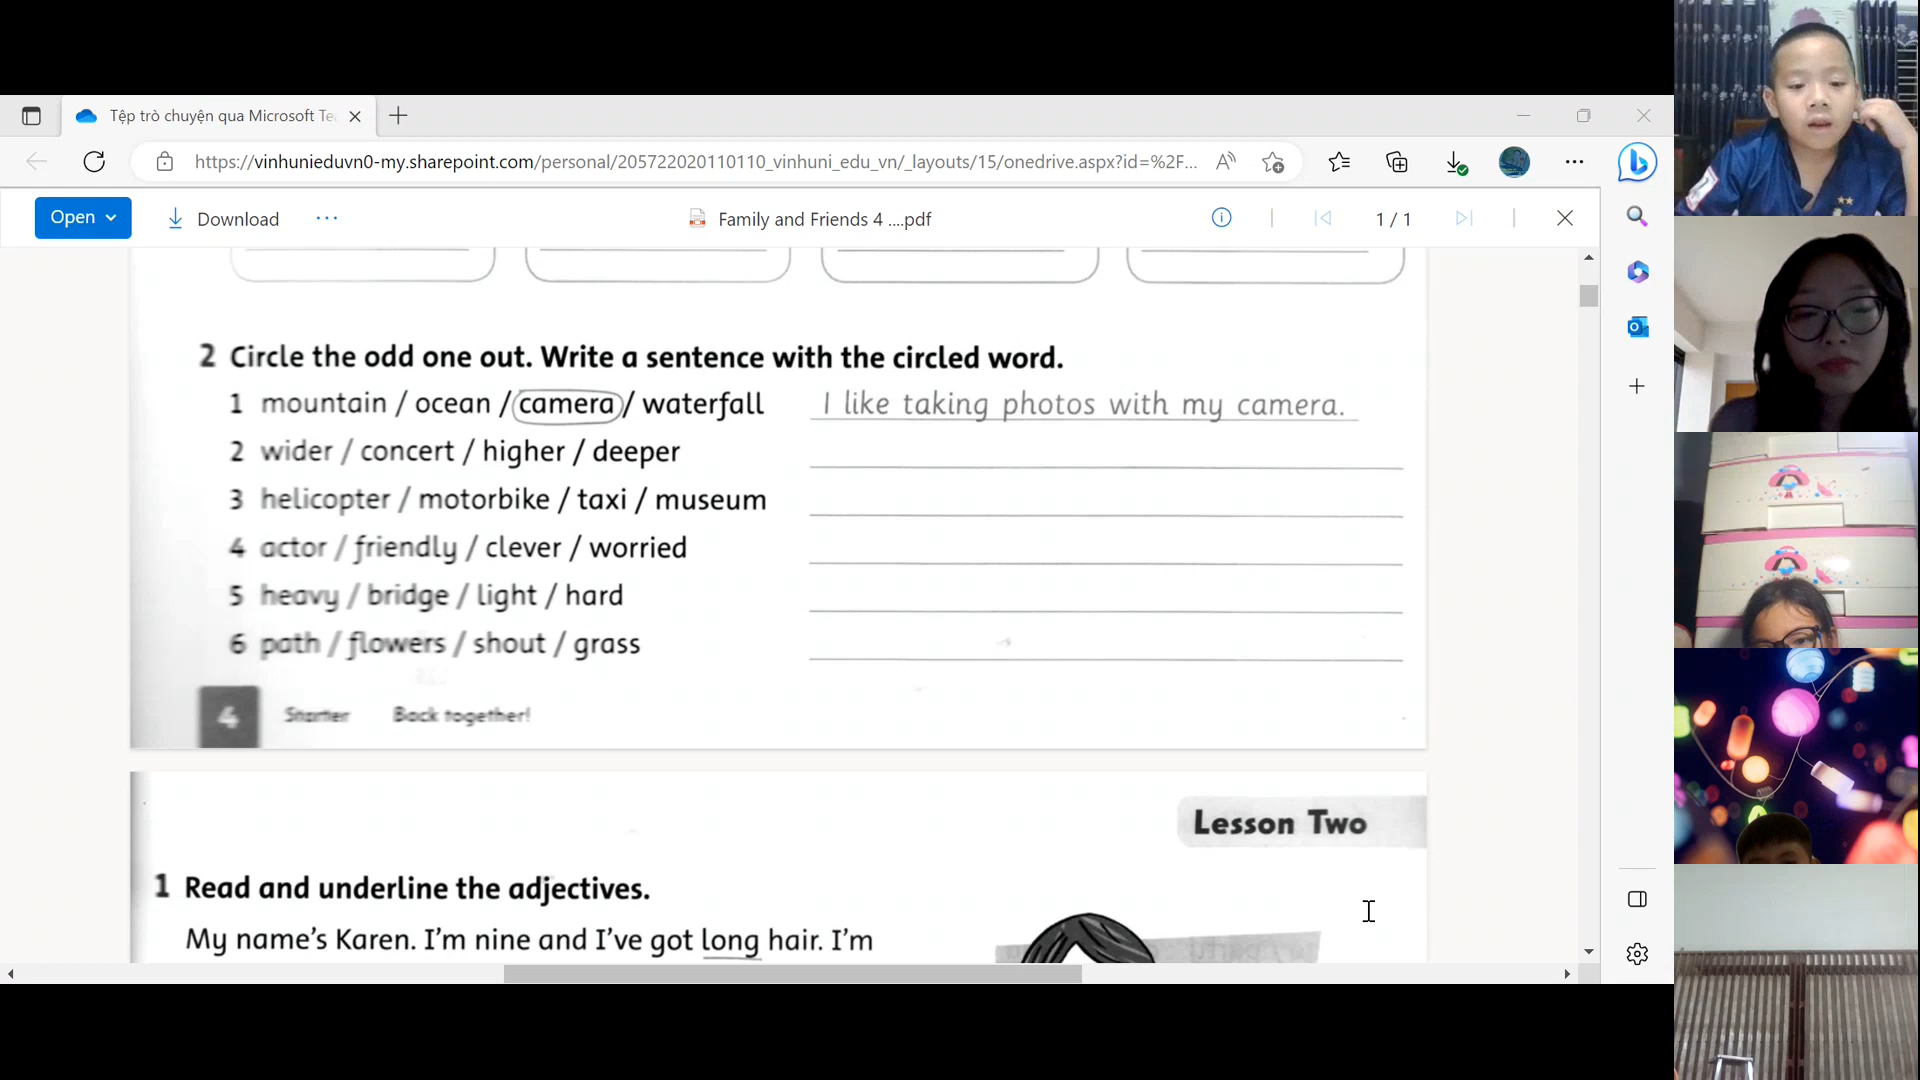 Tệp trò chuyện qua Microsoft Te
https://vinhunieduvn0-my.sharepoint.com/personal/205722020110110_vinhuni_edu_vn/_layouts/15/onedrive.aspx?id=%2F...
Open
Download
Family and Friends 4 ....pdf
1 / 1
2 Circle the odd one out. Write a sentence with the circled word.
1 mountain / ocean / camera / waterfall I like taking photos with my camera.
2 wider / concert / higher / deeper
3 helicopter / motorbike / taxi / museum
4 actor / friendly / clever / worried
5 heavy / bridge / light / hard
6 path / flowers / shout / grass
4 Starter Back together!
Lesson Two
1 Read and underline the adjectives.
My name's Karen. I'm nine and I've got long hair. I'm